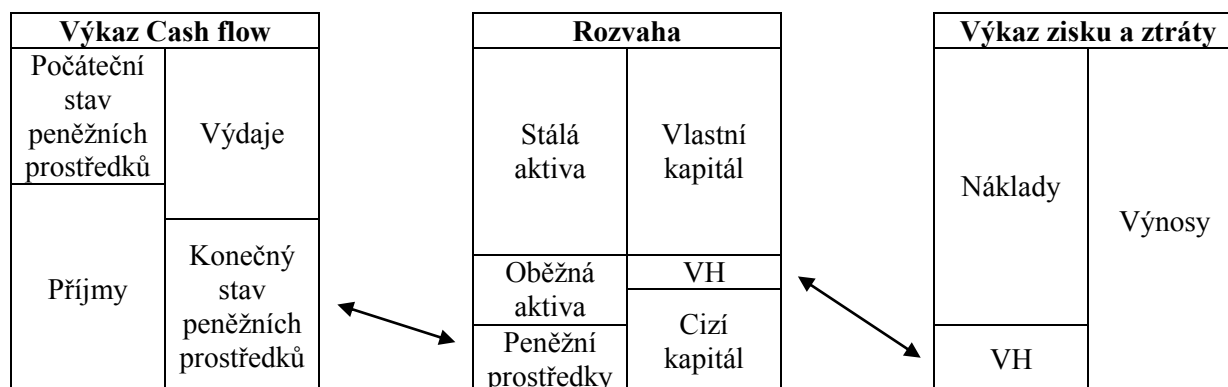 Výkaz Cash flow
Počáteční
stav
peněžních
prostředků
Výdaje
Příjmy
Konečný
stav
peněžních
prostředků
Rozvaha
Stálá
aktiva
Vlastní
kapitál
Oběžná
aktiva
VH
Peněžní
prostředky
Cizí
kapitál
Výkaz zisku a ztráty
Náklady
Výnosy
VH